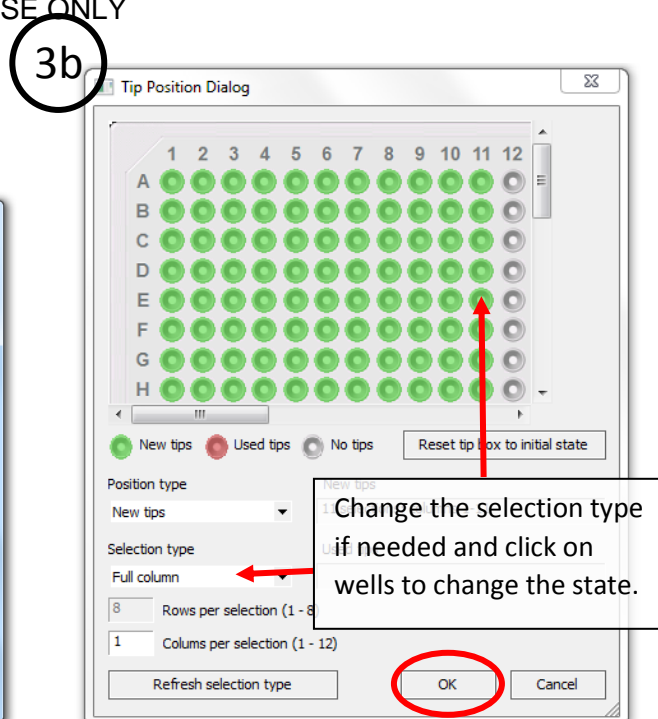 SE ONLY
3b
Tip Position Dialog
1 2 3 4 5 6 7 8 9 10 11 12
A
B
C
D
E
F
G
H
New tips Used tips No tips Reset tip box to initial state
Position type New tips
New tips
Change the selection type
if needed and click on
wells to change the state.
Selection type
Full column
8 Rows per selection (1 - 8)
1 Colums per selection (1 - 12)
Refresh selection type OK Cancel